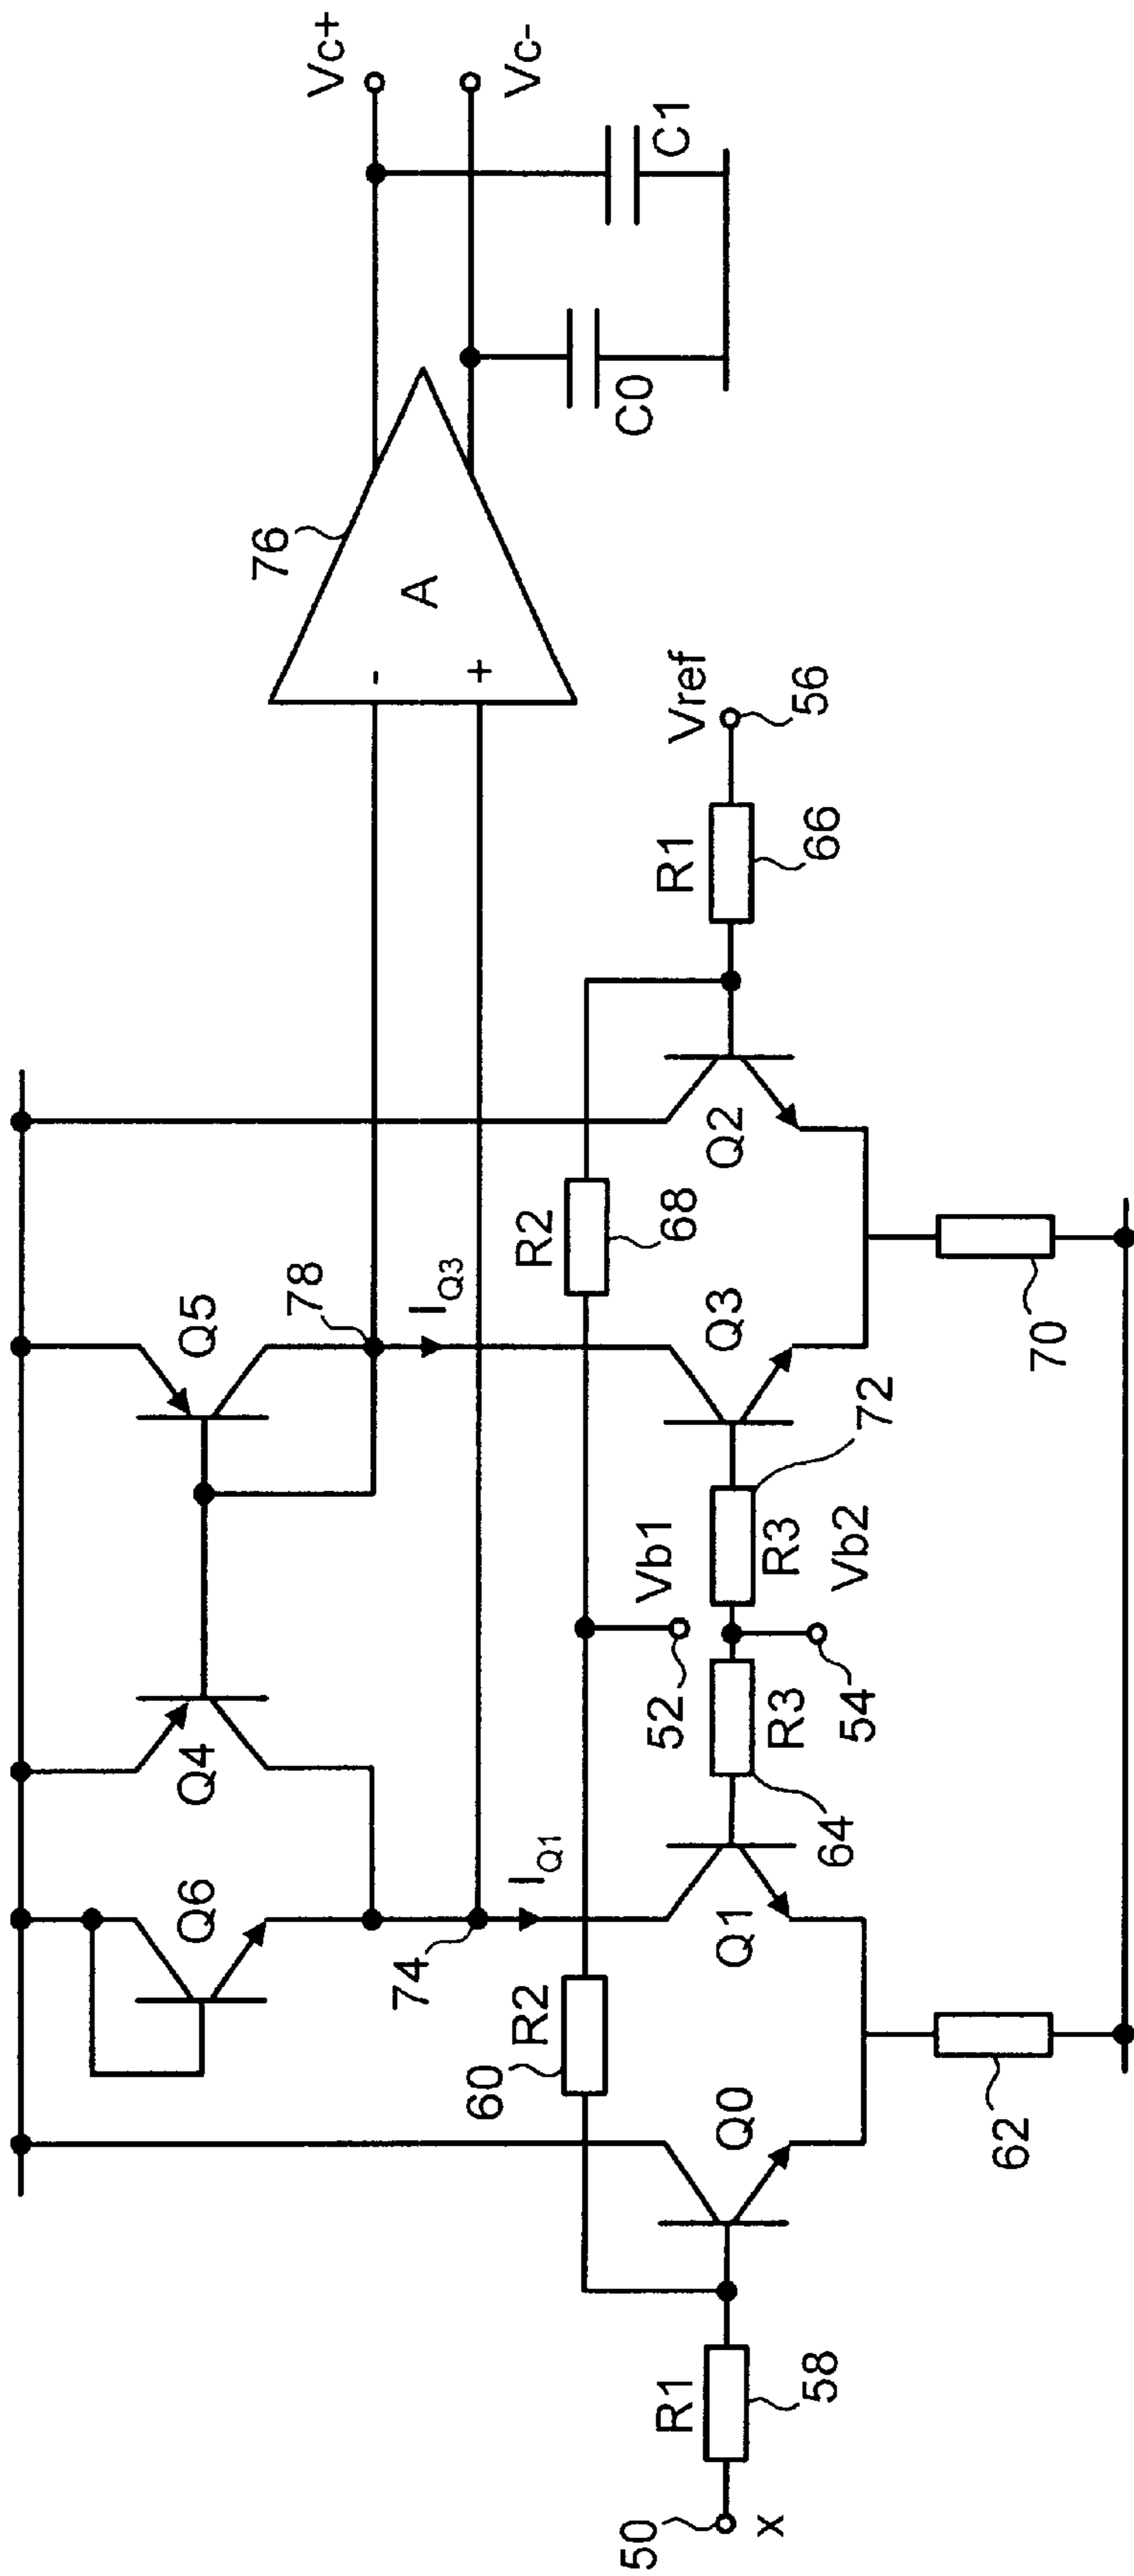 Vc+
Vc-
C1
C0
76
A
-
+
Vref
56
R1
66
Q2
R2
68
Q5
78
IQ3
Q3
70
72
Vb1
R3
Vb2
52
54
Q4
R3
64
Q6
IQ1
74
Q1
R2
60
62
Q0
R1
58
50
x